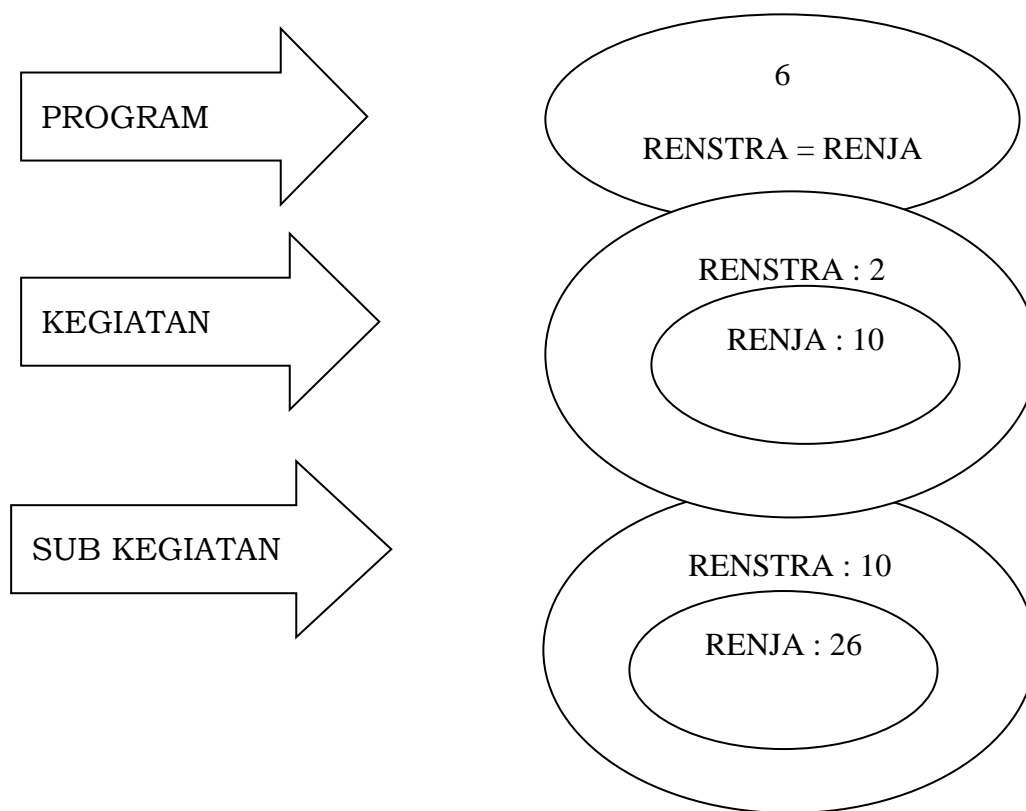 PROGRAM
6
RENSTRA = RENJA
KEGIATAN
RENSTRA : 2
RENJA : 10
SUB KEGIATAN
RENSTRA : 10
RENJA : 26